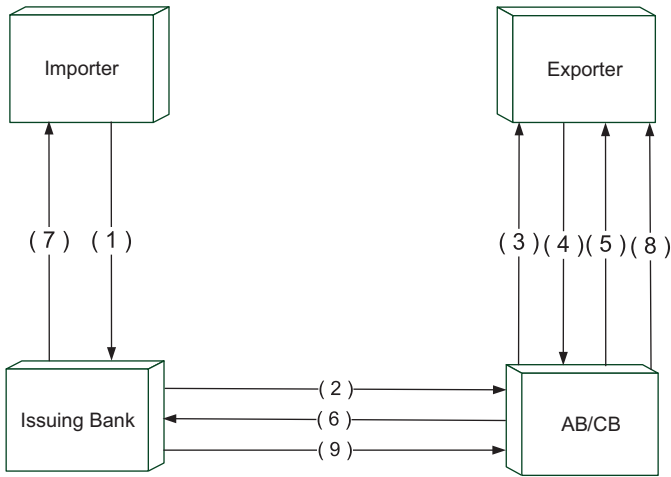 Importer
Exporter
( 7 )
( 1 )
( 3 )
( 4 )
( 5 )
( 8 )
Issuing Bank
( 2 )
( 6 )
( 9 )
AB/CB